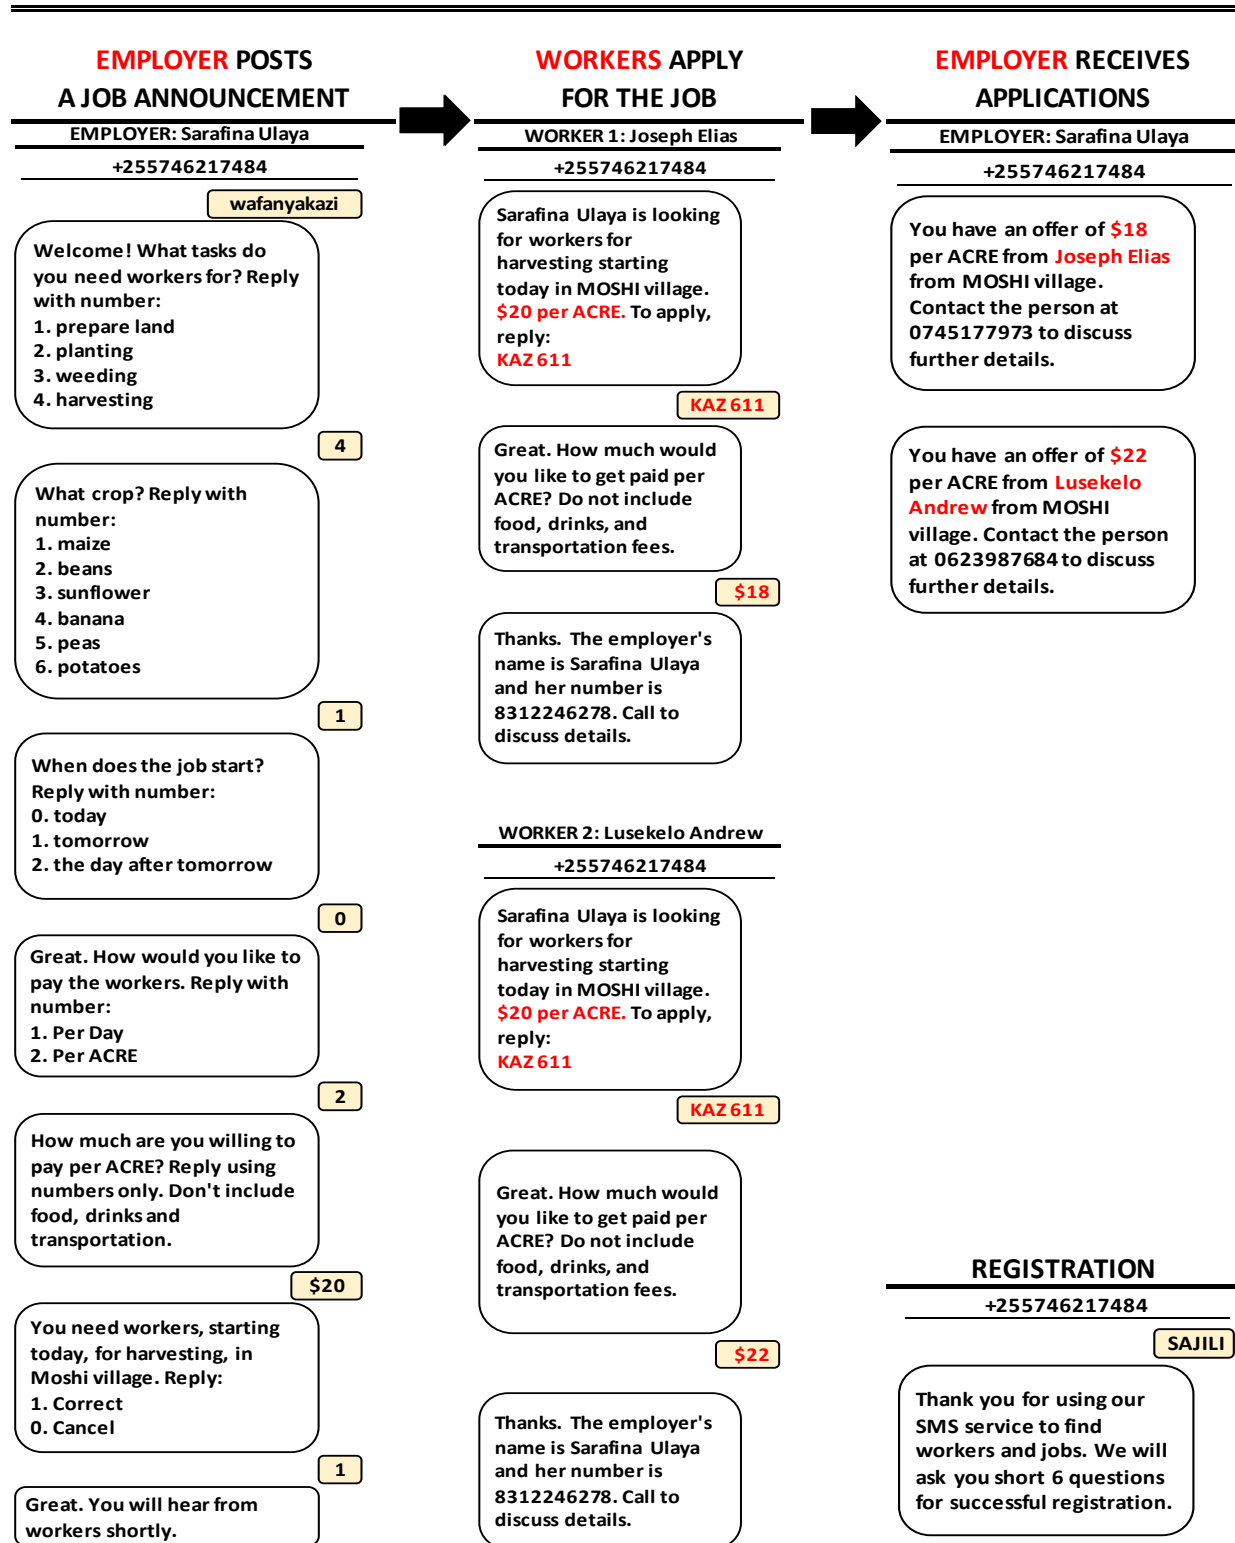 EMPLOYER POSTS
A JOB ANNOUNCEMENT
EMPLOYER: Sarafina Ulaya
+255746217484
wafanyakazi
Welcome! What tasks do
you need workers for? Reply
with number:
1. prepare land
2. planting
3. weeding
4. harvesting
4
What crop? Reply with
number:
1. maize
2. beans
3. sunflower
4. banana
5. peas
6. potatoes
1
When does the job start?
Reply with number:
0. today
1. tomorrow
2. the day after tomorrow
0
Great. How would you like to
pay the workers. Reply with
number:
1. Per Day
2. Per ACRE
2
How much are you willing to
pay per ACRE? Reply using
numbers only. Don't include
food, drinks and
transportation.
$20
You need workers, starting
today, for harvesting, in
Moshi village. Reply:
1. Correct
0. Cancel
1
Great. You will hear from
workers shortly.
WORKERS APPLY
FOR THE JOB
WORKER 1: Joseph Elias
+255746217484
Sarafina Ulaya is looking
for workers for
harvesting starting
today in MOSHI village.
$20 per ACRE. To apply,
reply:
KAZ 611
KAZ 611
Great. How much would
you like to get paid per
ACRE? Do not include
food, drinks, and
transportation fees.
$18
Thanks. The employer's
name is Sarafina Ulaya
and her number is
8312246278. Call to
discuss details.
WORKER 2: Lusekelo Andrew
+255746217484
Sarafina Ulaya is looking
for workers for
harvesting starting
today in MOSHI village.
$20 per ACRE. To apply,
reply:
KAZ 611
KAZ 611
Great. How much would
you like to get paid per
ACRE? Do not include
food, drinks, and
transportation fees.
$22
Thanks. The employer's
name is Sarafina Ulaya
and her number is
8312246278. Call to
discuss details.
EMPLOYER RECEIVES
APPLICATIONS
EMPLOYER: Sarafina Ulaya
+255746217484
You have an offer of $18
per ACRE from Joseph Elias
from MOSHI village.
Contact the person at
0745177973 to discuss
further details.
You have an offer of $22
per ACRE from Lusekelo
Andrew from MOSHI
village. Contact the person
at 0623987684 to discuss
further details.
REGISTRATION
+255746217484
SAJILI
Thank you for using our
SMS service to find
workers and jobs. We will
ask you short 6 questions
for successful registration.